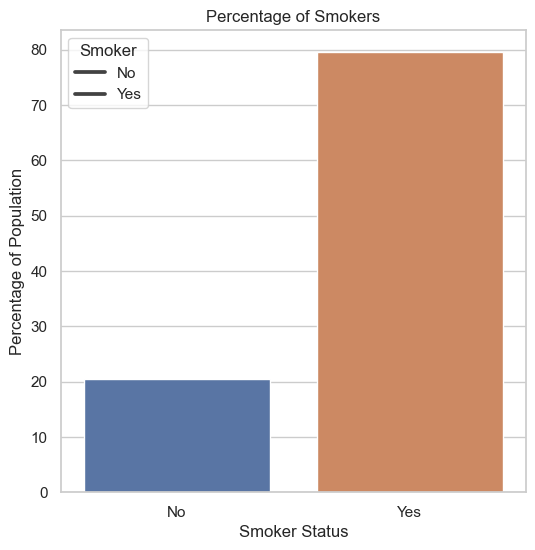 Percentage of Smokers
Smoker
No
Yes
Percentage of Population
80
70
60
50
40
30
20
10
0
No
Yes
Smoker Status